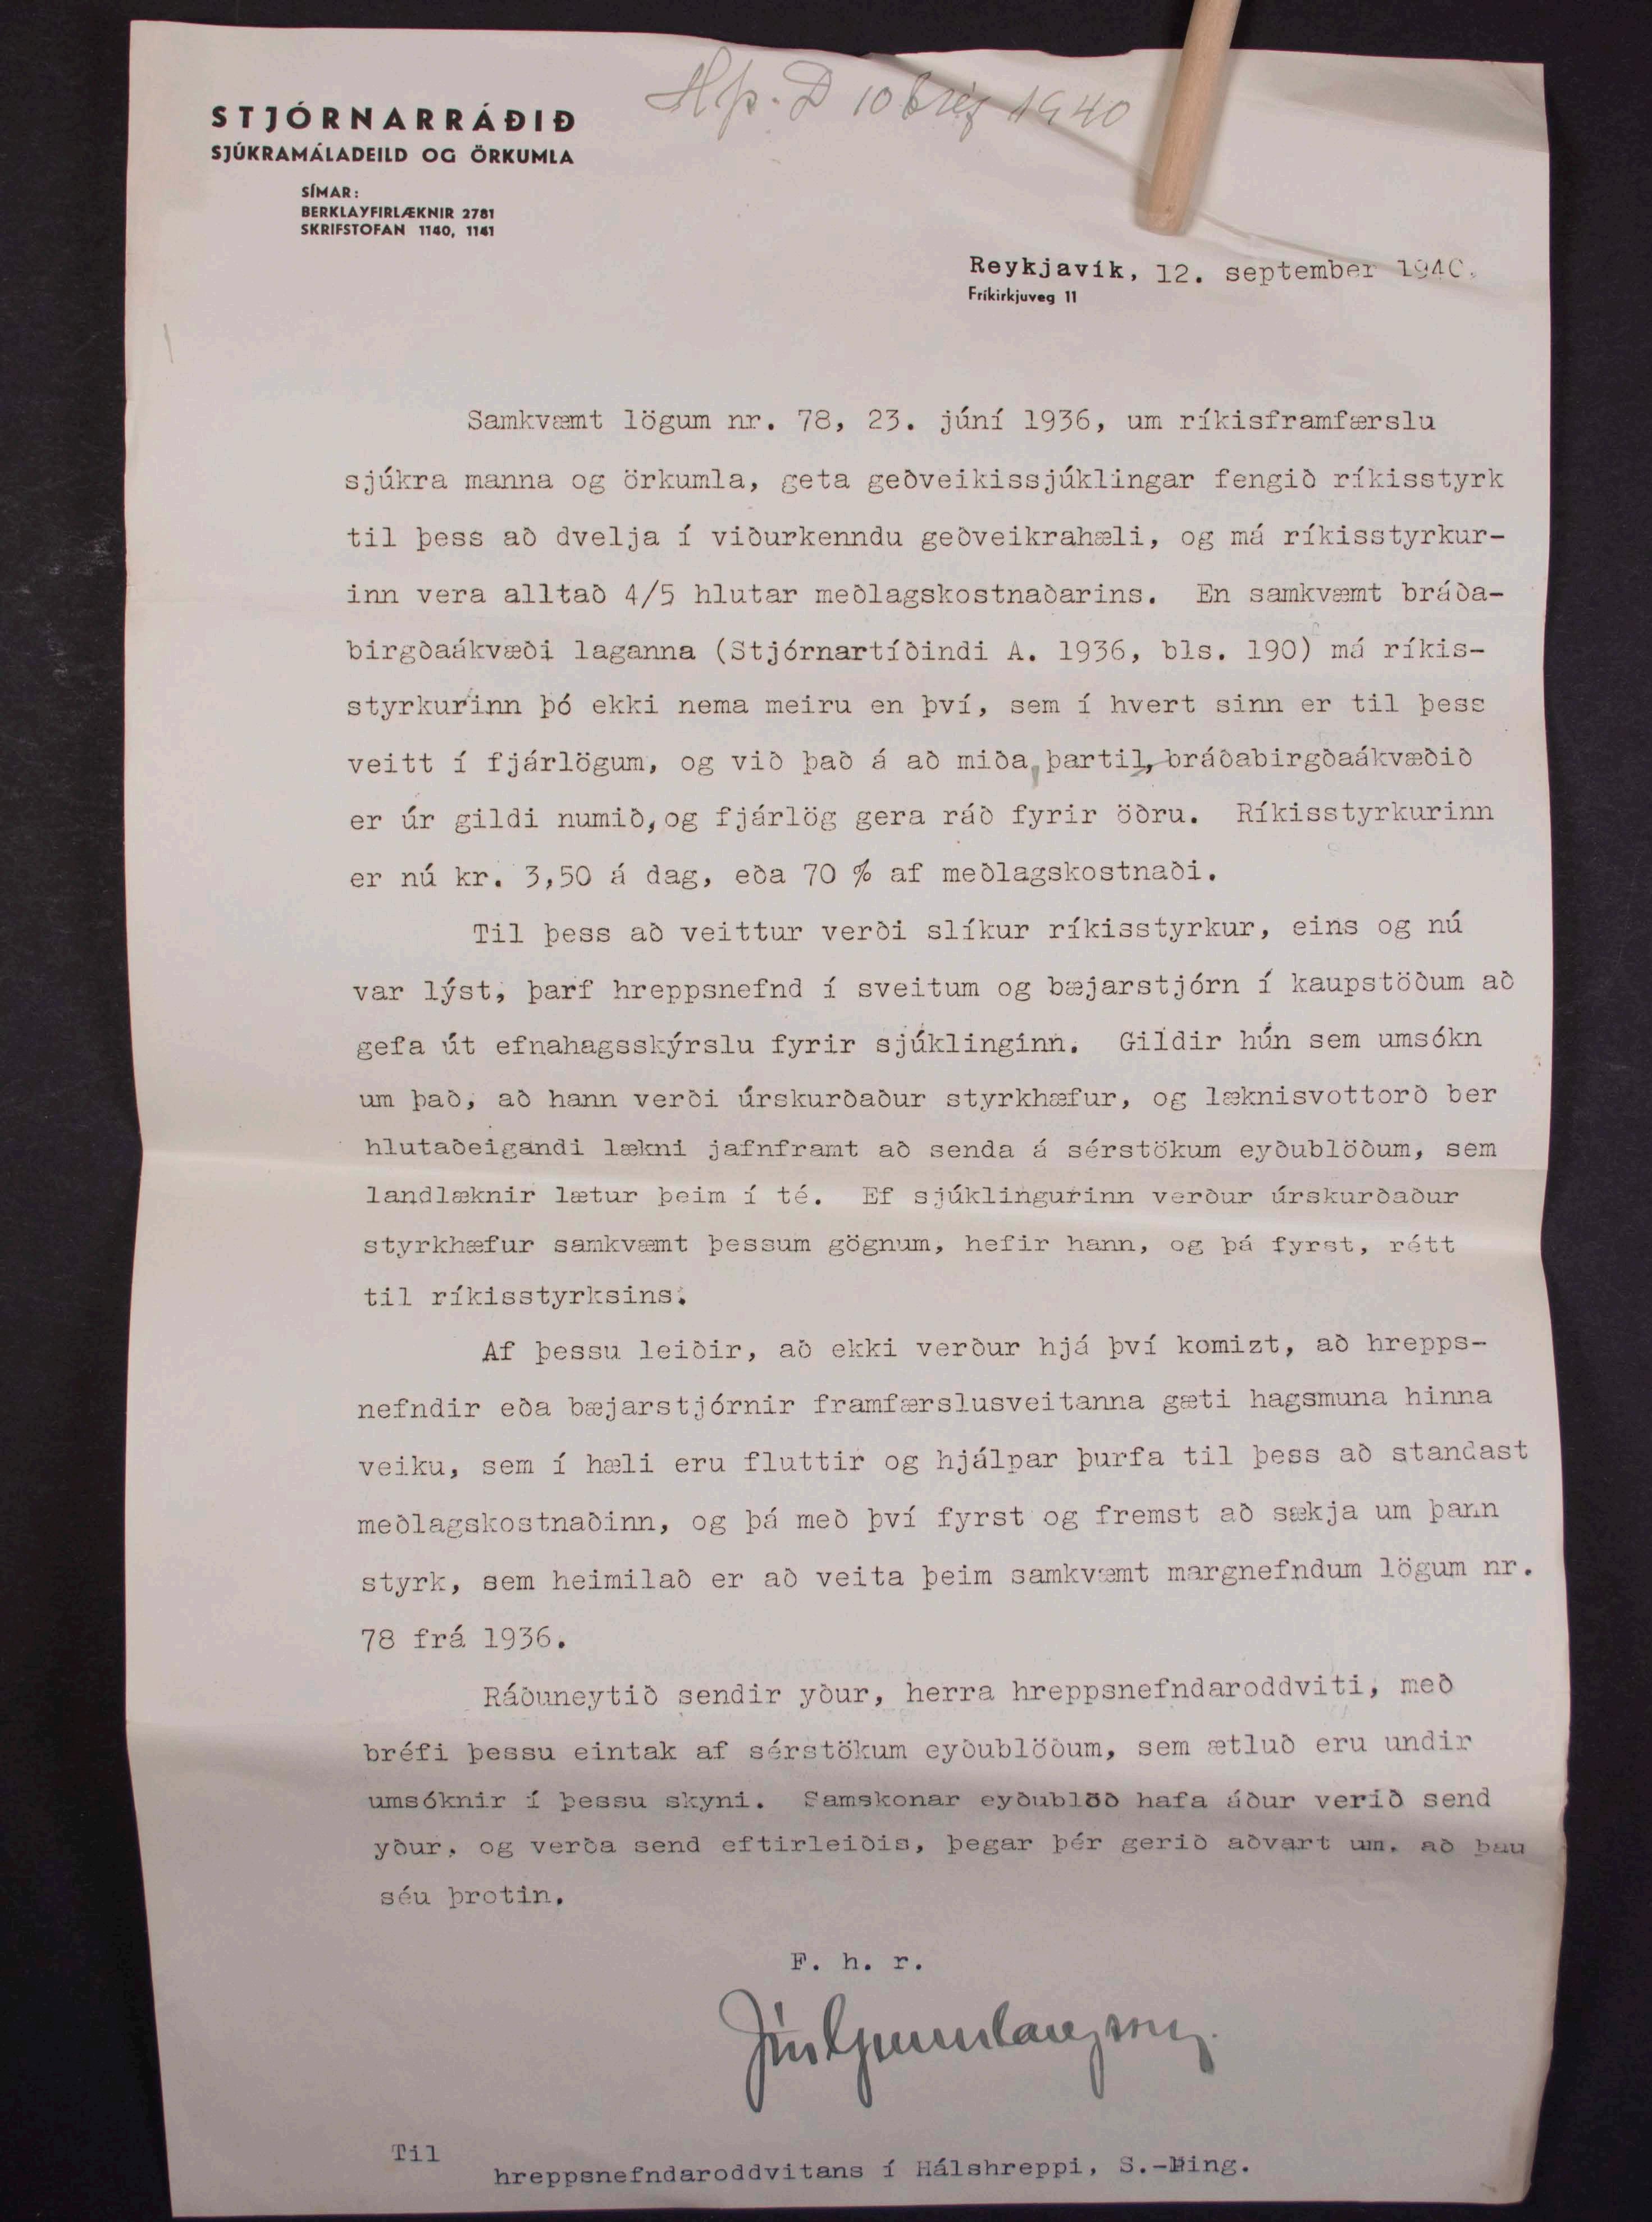 Hþ. D 10 bréf 1940
STJÓRNARRÁÐIÐ
SJÚKRAMÁLADEILD OG ÖRKUMLA
SÍMAR:
BERKLAYFIRLÆKNIR 2781
SKRIFSTOFAN 1140, 1141
Reykjavík, 12. september 1940.
Fríkirkjuveg 11
Samkvæmt lögum nr. 78, 23. júní 1936, um ríkisframfærslu
sjúkra manna og örkumla, geta geðveikissjúklingar fengið ríkisstyrk
til þess að dvelja í viðurkenndu geðveikrahæli, og má ríkisstyrkur-
inn vera alltað 4/5 hlutar meðlagskostnaðarins. En samkvæmt bráða-
birgðaákvæði laganna (Stjórnartíðindi A. 1936, bls. 190) má ríkis-
styrkurinn þó ekki nema meiru en því, sem í hvert sinn er til þess
veitt í fjárlögum, og við það á að miða, þartil, bráðabirgðaákvæðið
er úr gildi numið, og fjárlög gera ráð fyrir öðru. Ríkisstyrkurinn
er nú kr. 3,50 á dag, eða 70 % af meðlagskostnaði.
Til þess að veittur verði slíkur ríkisstyrkur, eins og nú
var lýst, þarf hreppsnefnd í sveitum og bæjarstjórn í kaupstöðum að
gefa út efnahagsskýrslu fyrir sjúklinginn. Gildir hún sem umsókn
um það, að hann verði úrskurðaður styrkhæfur, og læknisvottorð ber
hlutaðeigandi lækni jafnframt að senda á sérstökum eyðublöðum, sem
landlæknir lætur þeim í té. Ef sjúklingurinn verður úrskurðaður
styrkhæfur samkvæmt þessum gögnum, hefir hann, og þá fyrst, rétt
til ríkisstyrksins.
Af þessu leiðir, að ekki verður hjá því komizt, að hrepps-
nefndir eða bæjarstjórnir framfærslusveitanna gæti hagsmuna hinna
veiku, sem í hæli eru fluttir og hjálpar þurfa til þess að standast
meðlagskostnaðinn, og þá með því fyrst og fremst að sækja um þann
styrk, sem heimilað er að veita þeim samkvæmt margnefndum lögum nr.
78 frá 1936.
Ráðuneytið sendir yður, herra hreppsnefndaroddviti, með
bréfi þessu eintak af sérstökum eyðublöðum, sem ætluð eru undir
umsóknir í þessu skyni. Samskonar eyðublöð hafa áður verið send
yður, og verða send eftirleiðis, þegar þér gerið aðvart um, að þau
séu þrotin.
F. h. r.
Jón Gunnlaugsson
Til
hreppsnefndaroddvitans í Hálshreppi, S.-Þing.